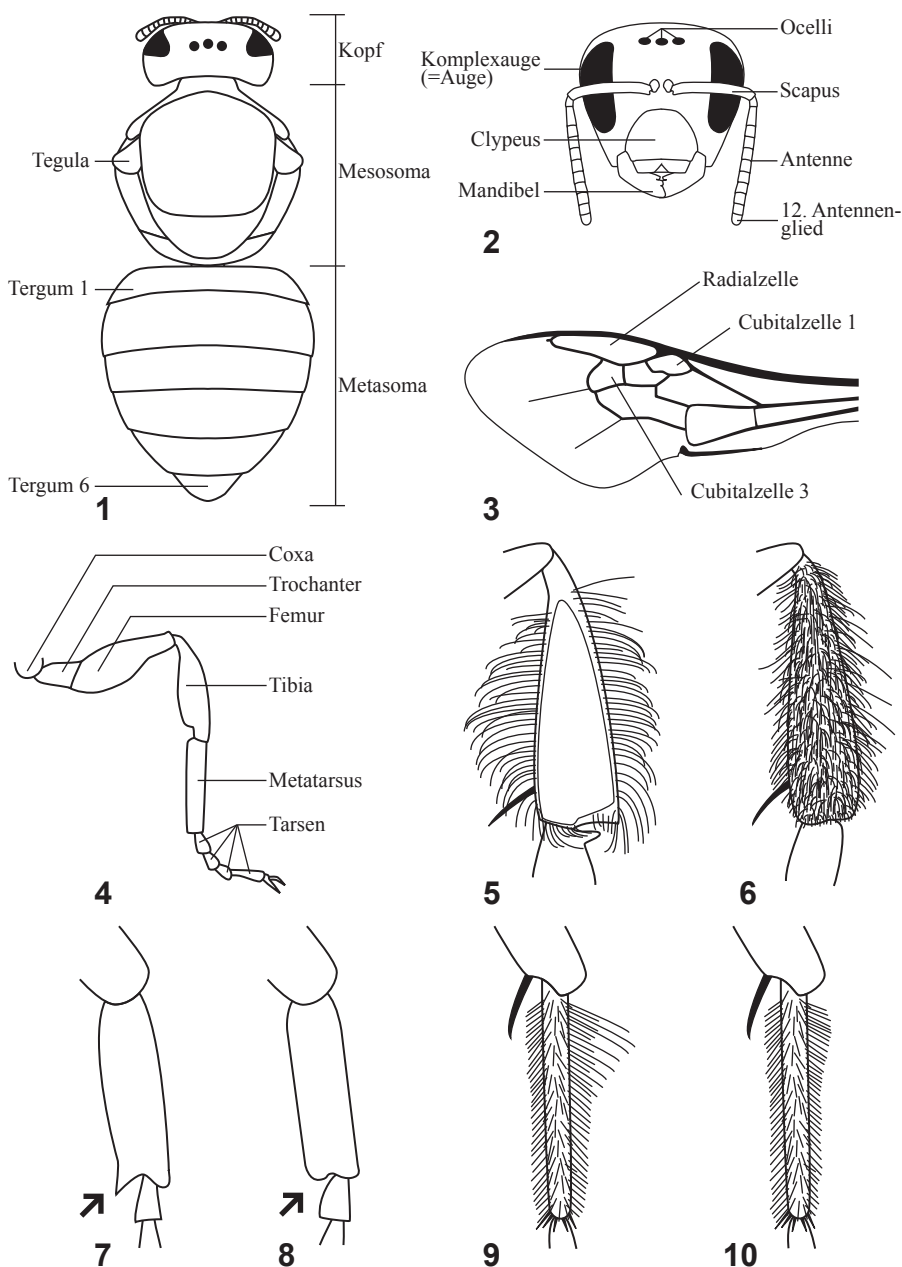 Kopf
Tegula
Mesosoma
Tergum 1
Metasoma
Tergum 6
1
Ocelli
Komplexauge
(=Auge)
Scapus
Clypeus
Antenne
Mandibel
12. Antennen-
glied
2
Radialzelle
Cubitalzelle 1
Cubitalzelle 3
3
Coxa
Trochanter
Femur
Tibia
Metatarsus
Tarsen
4
5
6
7
8
9
10